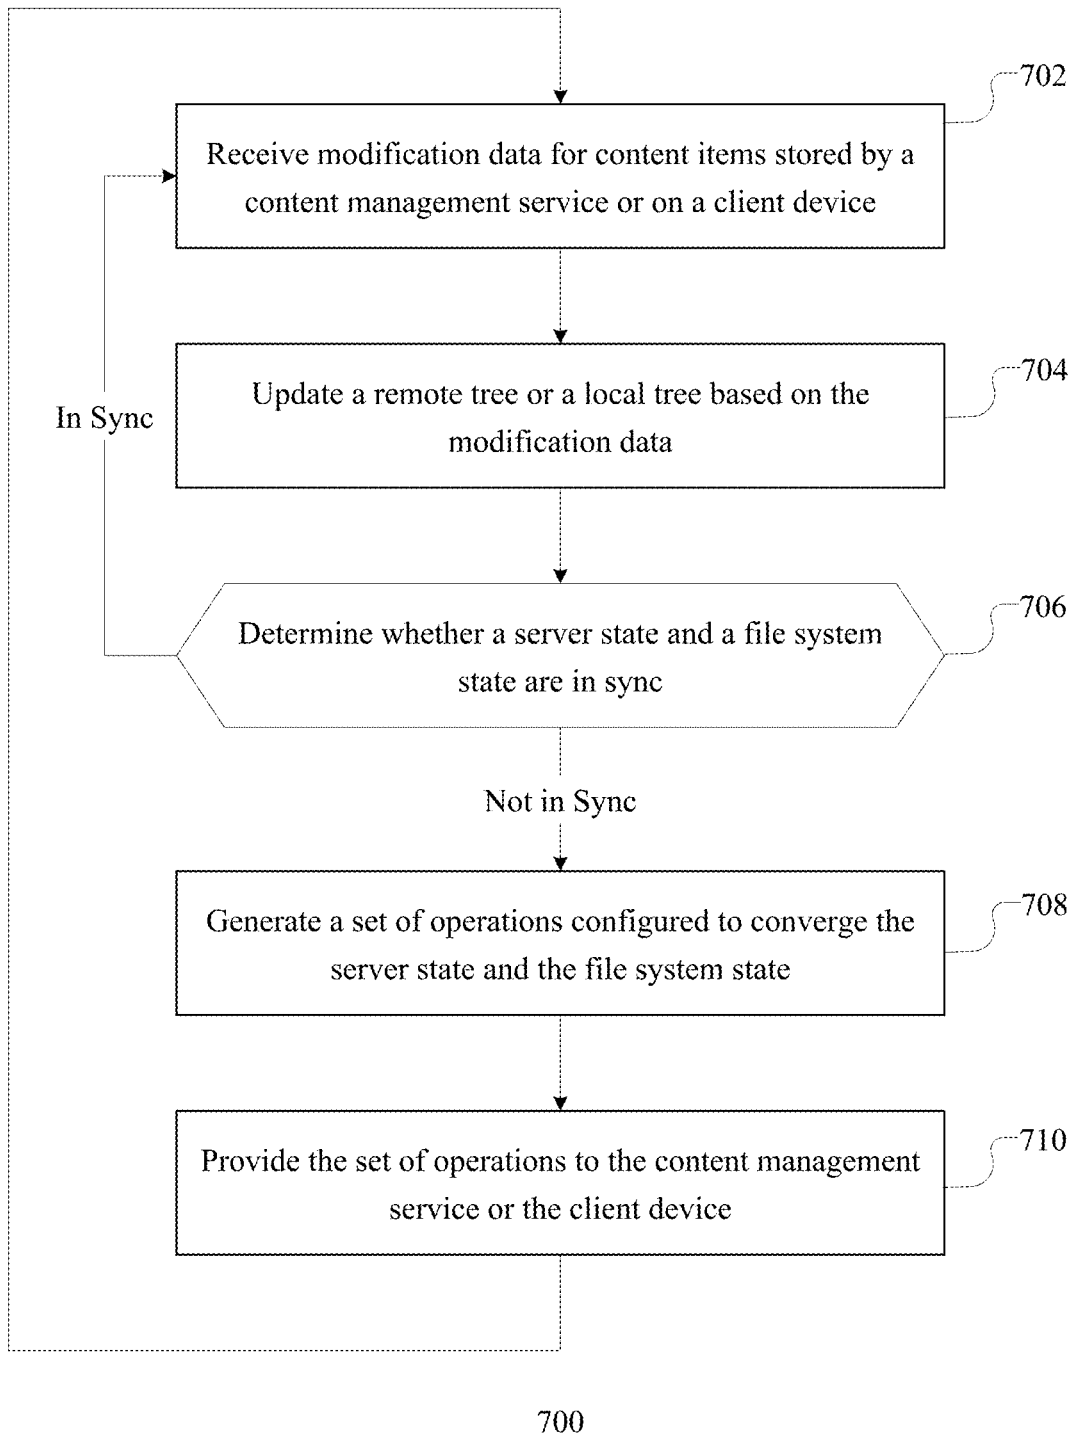 702
Receive modification data for content items stored by a
content management service or on a client device
704
Update a remote tree or a local tree based on the
modification data
In Sync
706
Determine whether a server state and a file system
state are in sync
Not in Sync
708
Generate a set of operations configured to converge the
server state and the file system state
710
Provide the set of operations to the content management
service or the client device
700